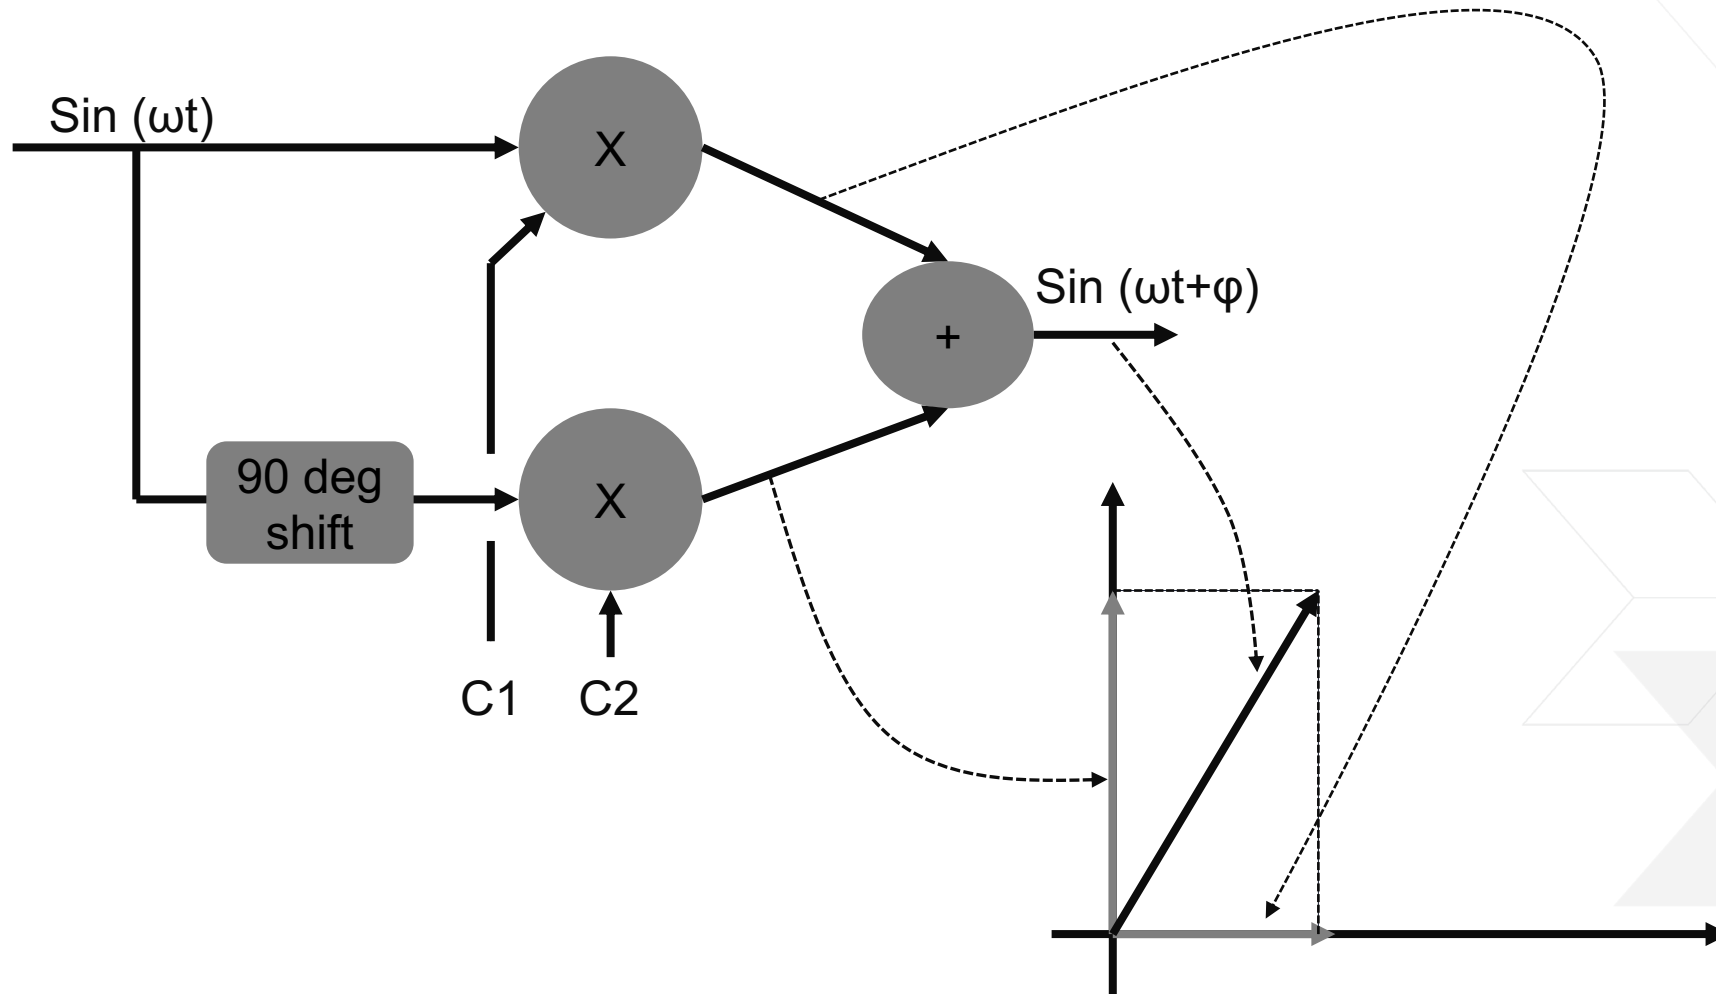 Sin (ωt)
X
Sin (ωt+φ)
+
90 deg
shift
X
C1
C2